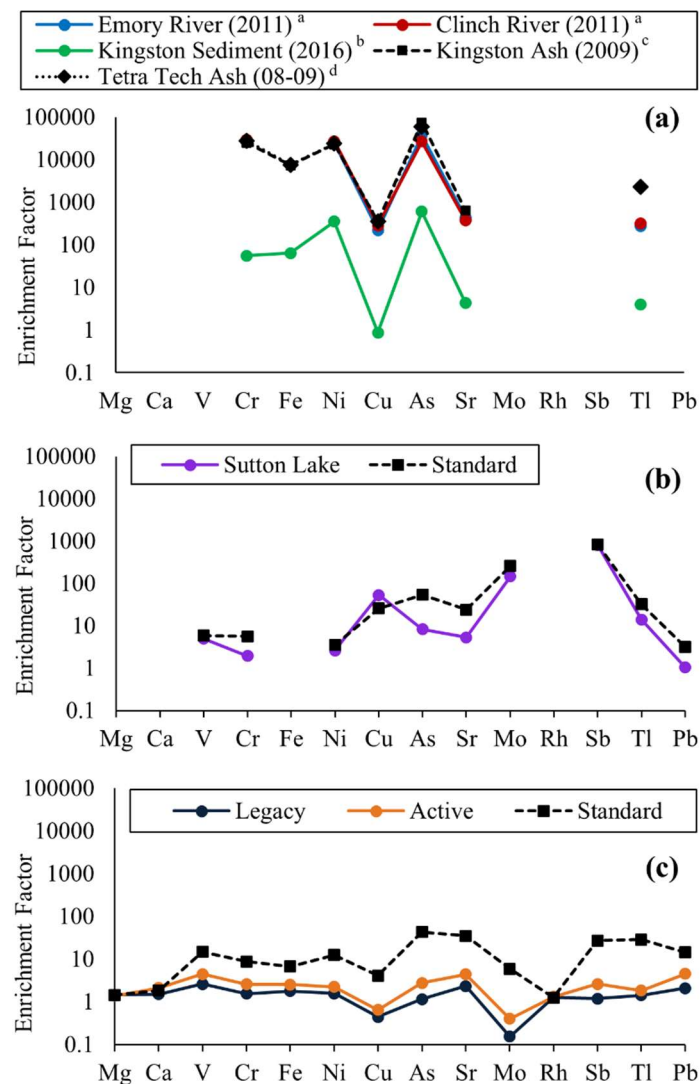 Emory River (2011) a Clinch River (2011) a
Kingston Sediment (2016) b Kingston Ash (2009) c
Tetra Tech Ash (08-09) d
(a)
Enrichment Factor
100000
10000
1000
100
10
1
0.1
Mg Ca V Cr Fe Ni Cu As Sr Mo Rh Sb Tl Pb
Sutton Lake Standard
(b)
Enrichment Factor
100000
10000
1000
100
10
1
0.1
Mg Ca V Cr Fe Ni Cu As Sr Mo Rh Sb Tl Pb
Legacy Active Standard
(c)
Enrichment Factor
100000
10000
1000
100
10
1
0.1
Mg Ca V Cr Fe Ni Cu As Sr Mo Rh Sb Tl Pb